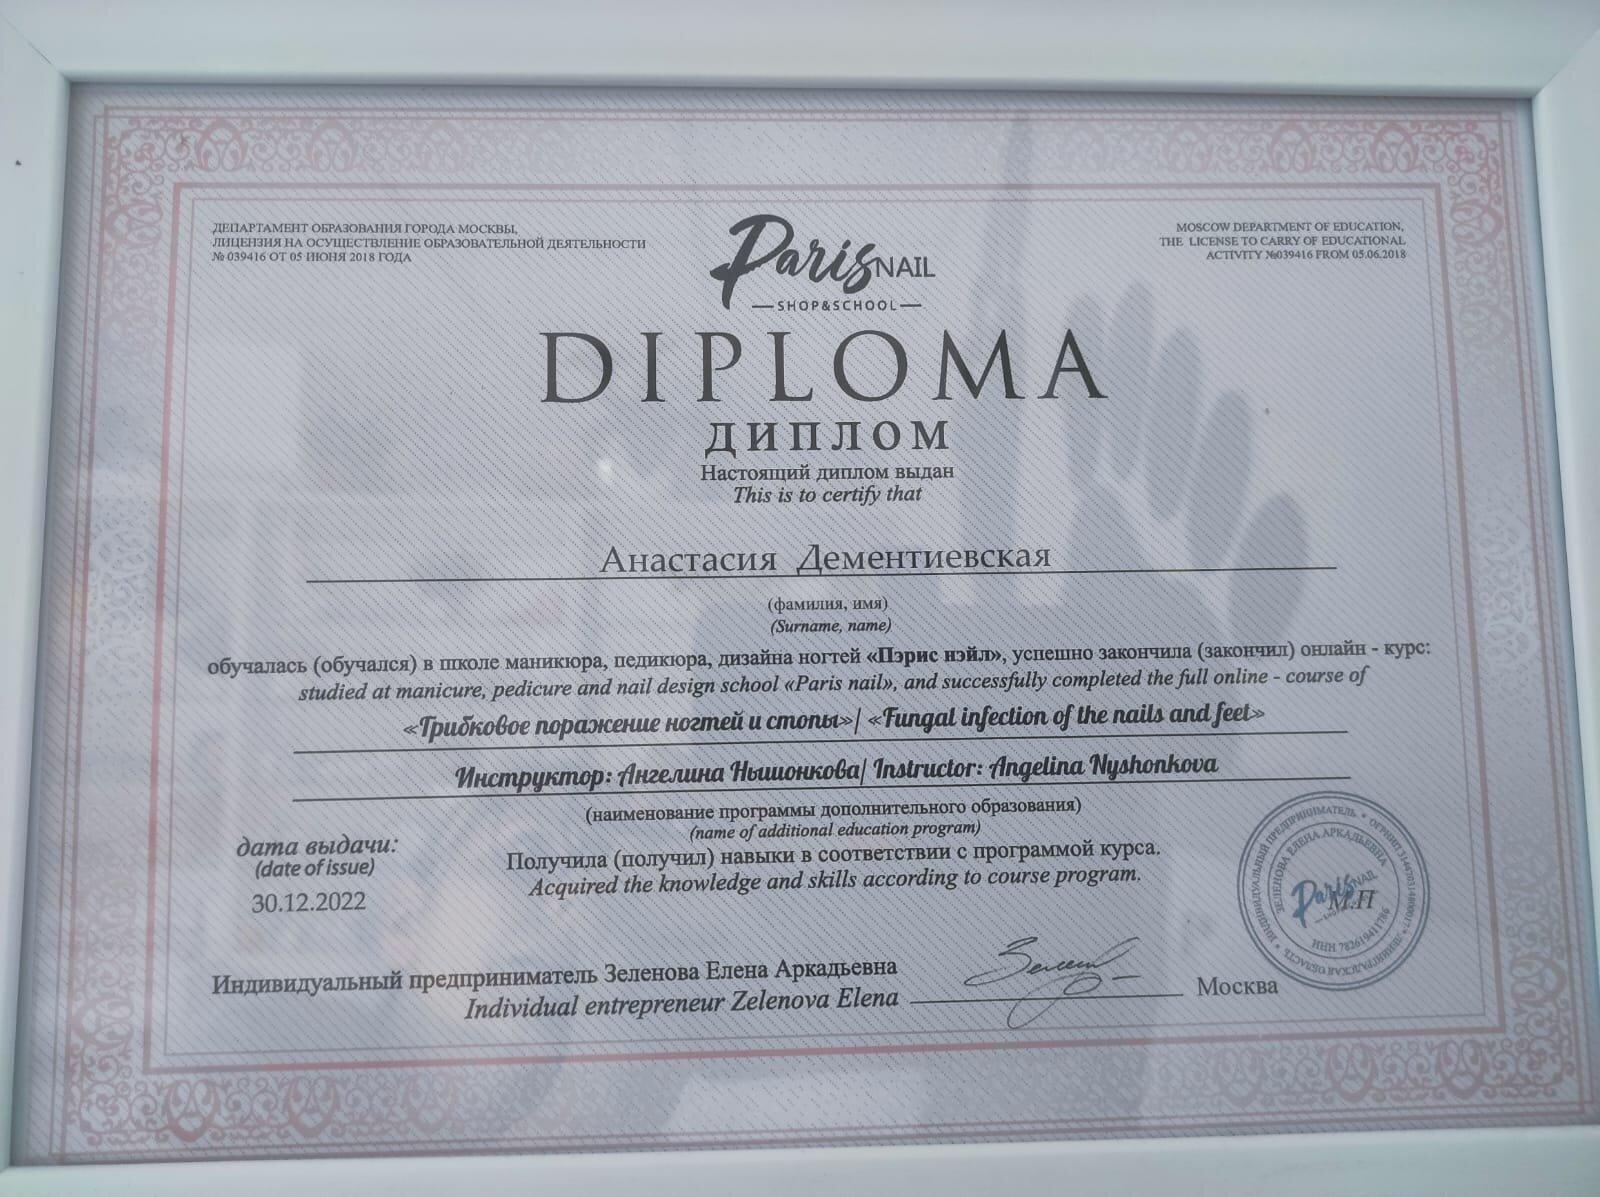 ДЕПАРТАМЕНТ ОБРАЗОВАНИЯ ГОРОДА МОСКВЫ,
ЛИЦЕНЗИЯ НА ОСУЩЕСТВЛЕНИЕ ОБРАЗОВАТЕЛЬНОЙ ДЕЯТЕЛЬНОСТИ
№ 039416 ОТ 05 ИЮНЯ 2018 ГОДА
Paris NAIL
SHOP&SCHOOL
MOSCOW DEPARTMENT OF EDUCATION,
THE LICENSE TO CARRY OF EDUCATIONAL
ACTIVITY №039416 FROM 05.06.2018
DIPLOMA
ДИПЛОМ
Настоящий диплом выдан
This is to certify that
Анастасия Дементиевская
(фамилия, имя)
(Surname, name)
обучалась (обучался) в школе маникюра, педикюра, дизайна ногтей «Пэрис нэйл», успешно закончила (закончил) онлайн - курс:
studied at manicure, pedicure and nail design school «Paris nail», and successfully completed the full online - course of
«Грибковое поражение ногтей и стопы»| «Fungal infection of the nails and feet»
Инструктор: Ангелина Нышонкова| Instructor: Angelina Nyshonkova
(наименование программы дополнительного образования)
(name of additional education program)
Получила (получил) навыки в соответствии с программой курса.
Acquired the knowledge and skills according to course program.
дата выдачи:
(date of issue)
30.12.2022
Индивидуальный предприниматель Зеленова Елена Аркадьевна
Individual entrepreneur Zelenova Elena
Москва
ИНДИВИДУАЛЬНЫЙ ПРЕДПРИНИМАТЕЛЬ
ЛЕНИНГРАДСКАЯ ОБЛАСТЬ
ЗЕЛЕНОВА ЕЛЕНА АРКАДЬЕВНА
ИНН 782619411786
Paris NAIL
М.П